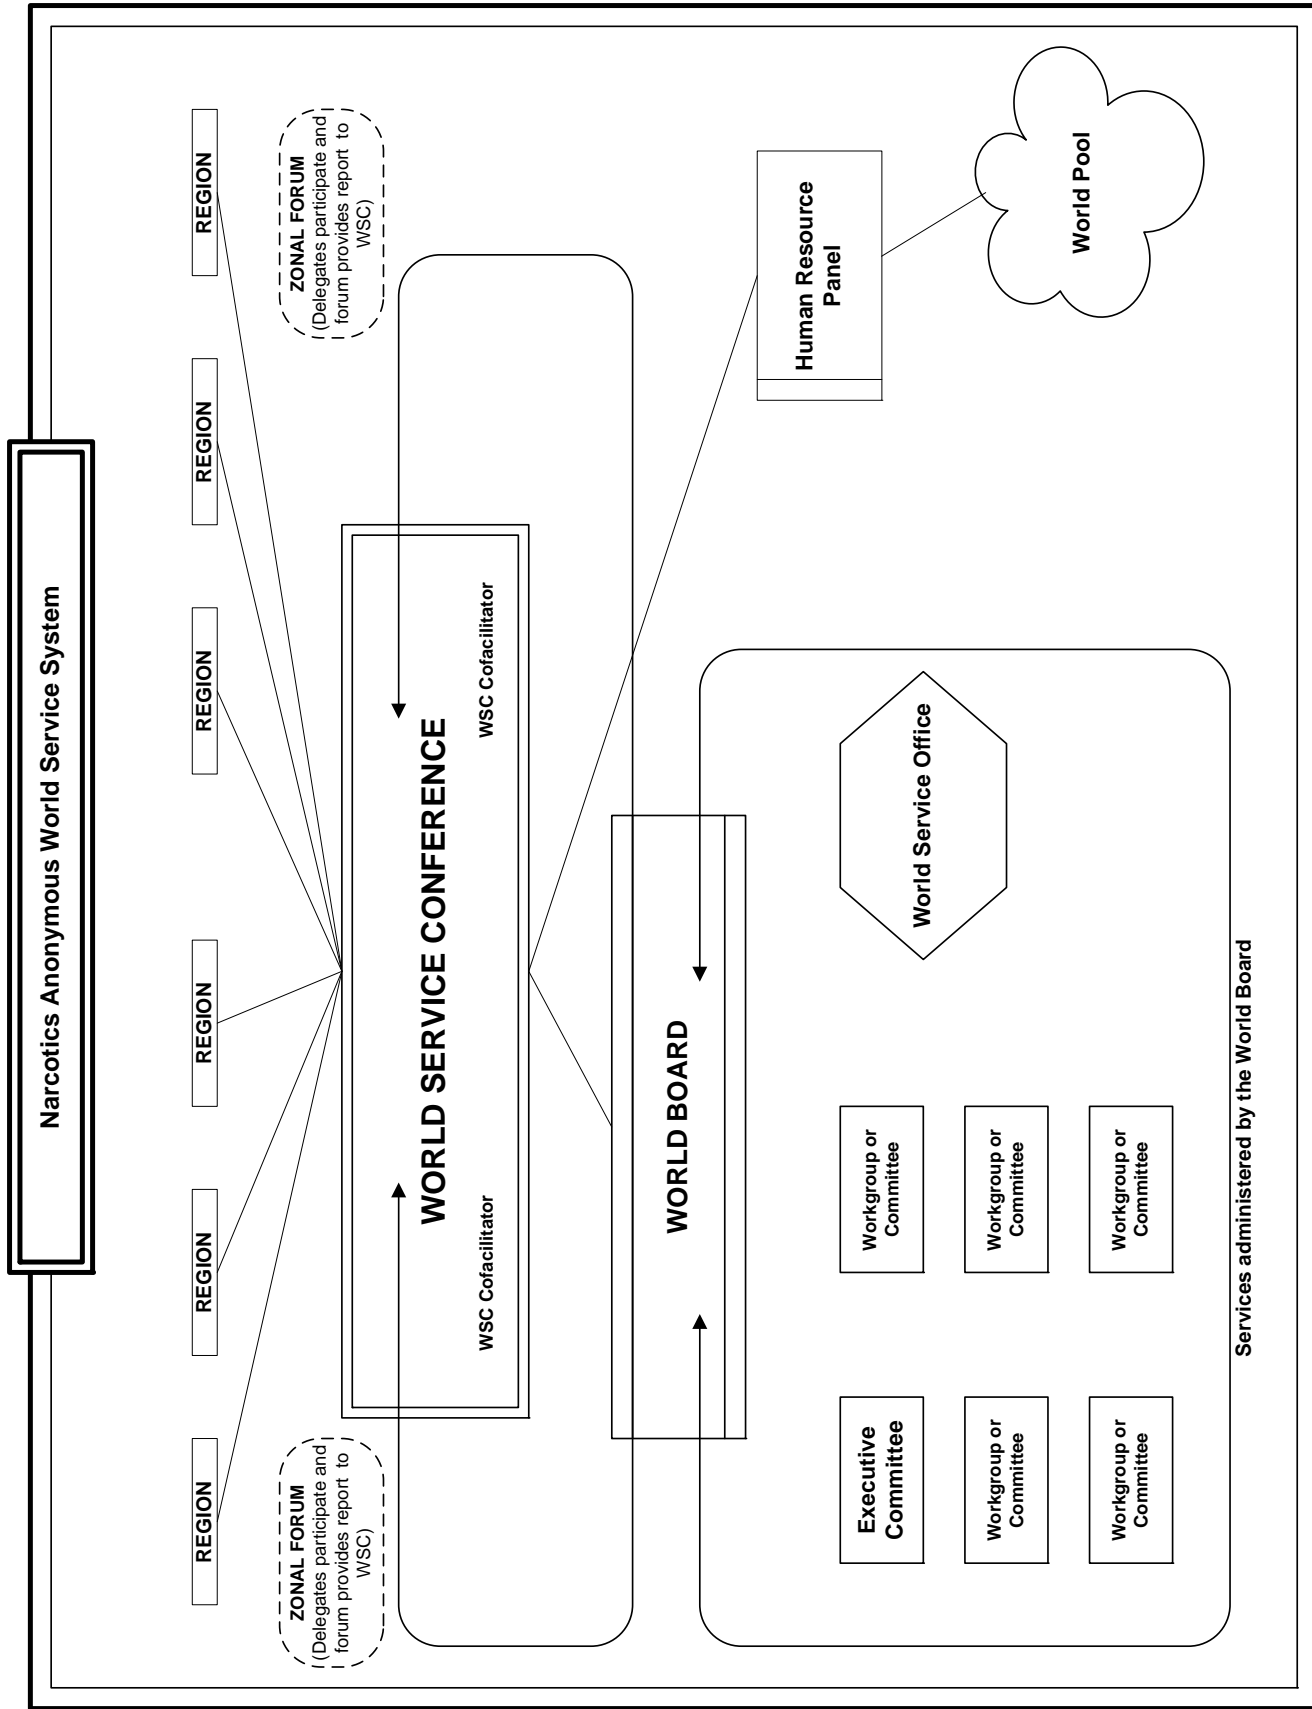 Narcotics Anonymous World Service System
REGION
REGION
REGION
REGION
REGION
REGION
ZONAL FORUM
(Delegates participate and
forum provides report to
WSC)
ZONAL FORUM
(Delegates participate and
forum provides report to
WSC)
WORLD SERVICE CONFERENCE
WSC Cofacilitator
WSC Cofacilitator
WORLD BOARD
Human Resource
Panel
World Pool
Executive
Committee
Workgroup or
Committee
World Service Office
Workgroup or
Committee
Workgroup or
Committee
Workgroup or
Committee
Workgroup or
Committee
Services administered by the World Board